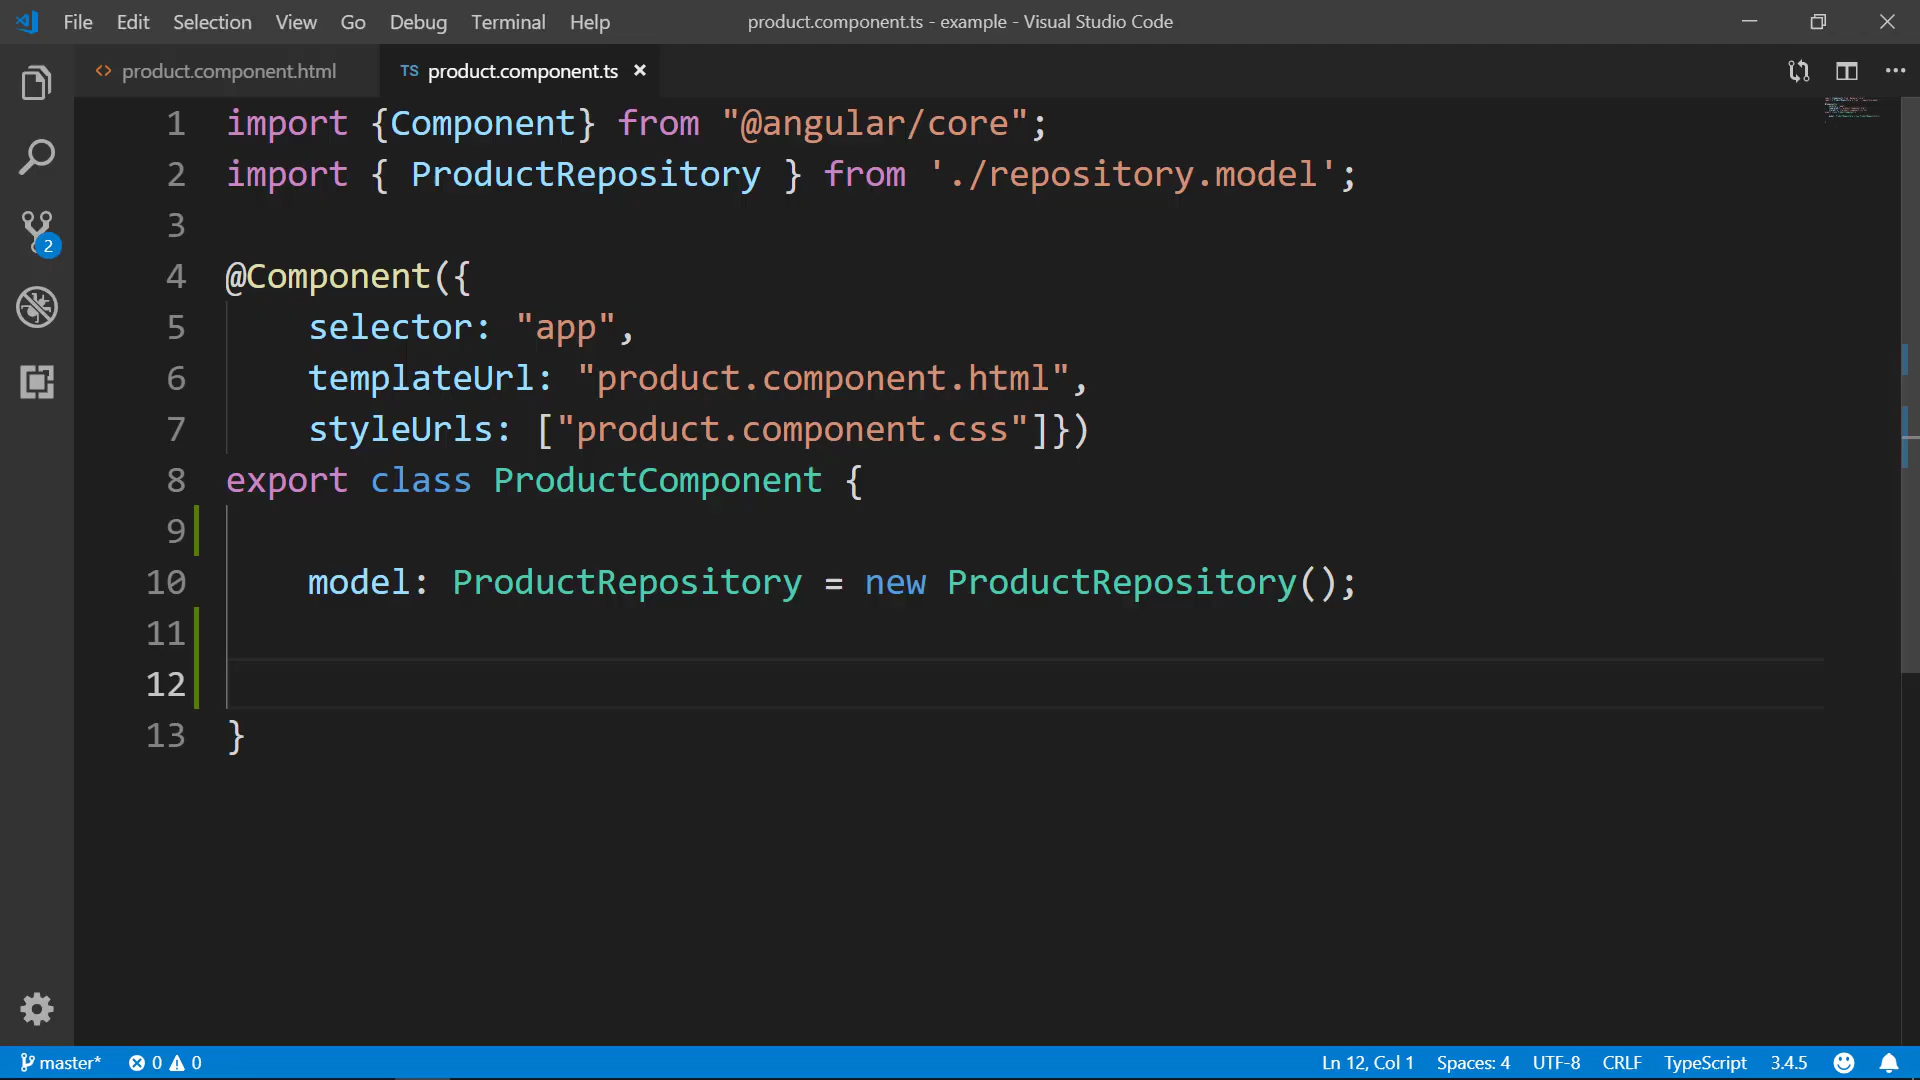 File Edit Selection View Go Debug Terminal Help product.component.ts - example - Visual Studio Code
<> product.component.html TS product.component.ts ×
1 import {Component} from "@angular/core";
2 import { ProductRepository } from './repository.model';
3
4 @Component({
5 selector: "app",
6 templateUrl: "product.component.html",
7 styleUrls: ["product.component.css"]})
8 export class ProductComponent {
9
10 model: ProductRepository = new ProductRepository();
11
12
13 }
2
master* 0 0 Ln 12, Col 1 Spaces: 4 UTF-8 CRLF TypeScript 3.4.5